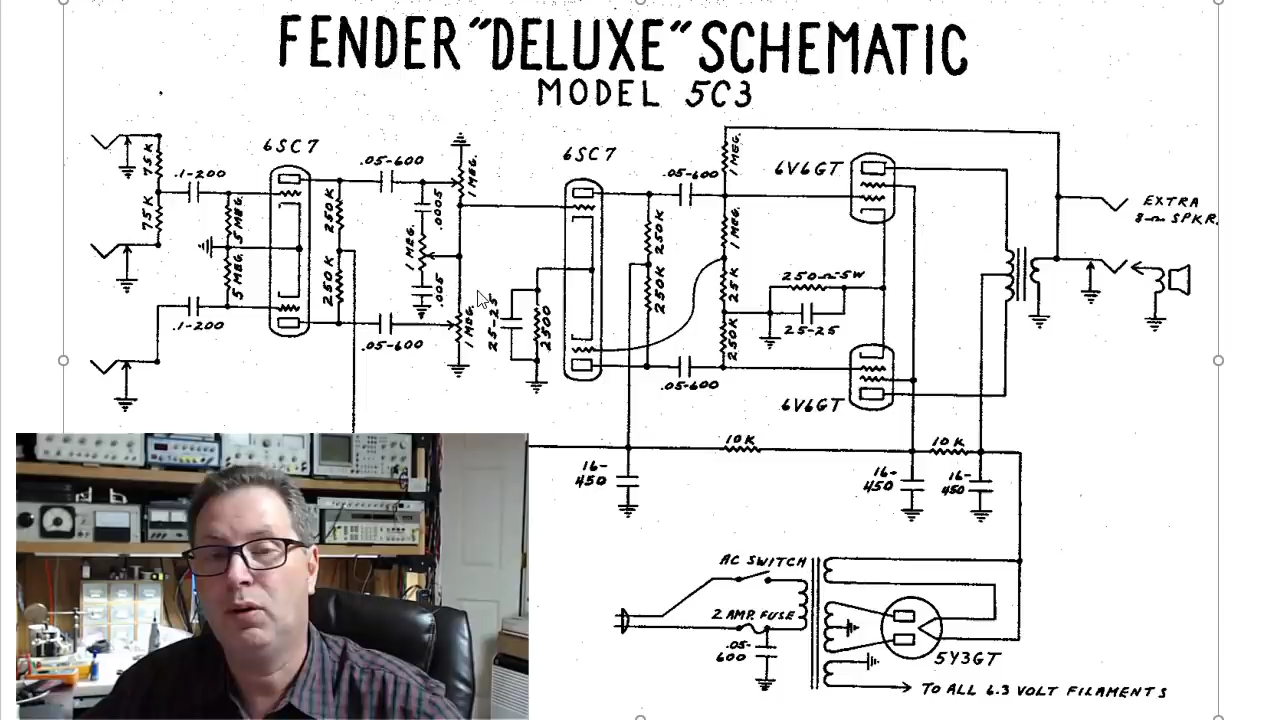 FENDER "DELUXE" SCHEMATIC
MODEL 5C3
6SC7
6SC7
6V6GT
75K
75K
.1-200
5 MEG.
5 MEG.
.1-200
250K
250K
.05-600
.05-600
1 MEG.
.0005
1 MEG.
.005
1 MEG.
25-25
2500
250K
250K
.05-600
.05-600
1 MEG.
1 MEG.
25K
250K
250Ω-5W
25-25
6V6GT
EXTRA
8-Ω SPKR.
10K
10K
16-
450
16-
450
16-
450
AC SWITCH
2 AMP. FUSE
.05-
600
5Y3GT
TO ALL 6.3 VOLT FILAMENTS